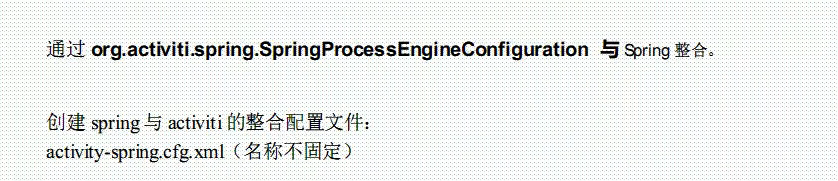 通过 org.activiti.spring.SpringProcessEngineConfiguration 与 Spring 整合。
创建 spring 与 activiti 的整合配置文件：
activity-spring.cfg.xml（名称不固定）